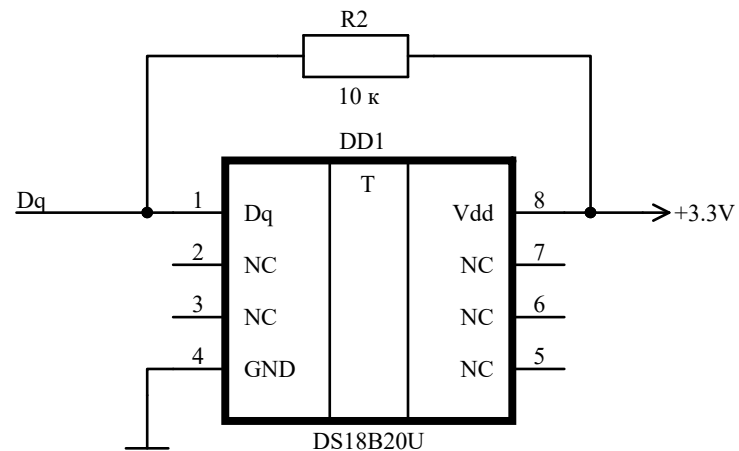 R2
10 к
DD1
T
Dq 1 Dq Vdd 8 +3.3V
2 NC NC 7
3 NC NC 6
4 GND NC 5
DS18B20U